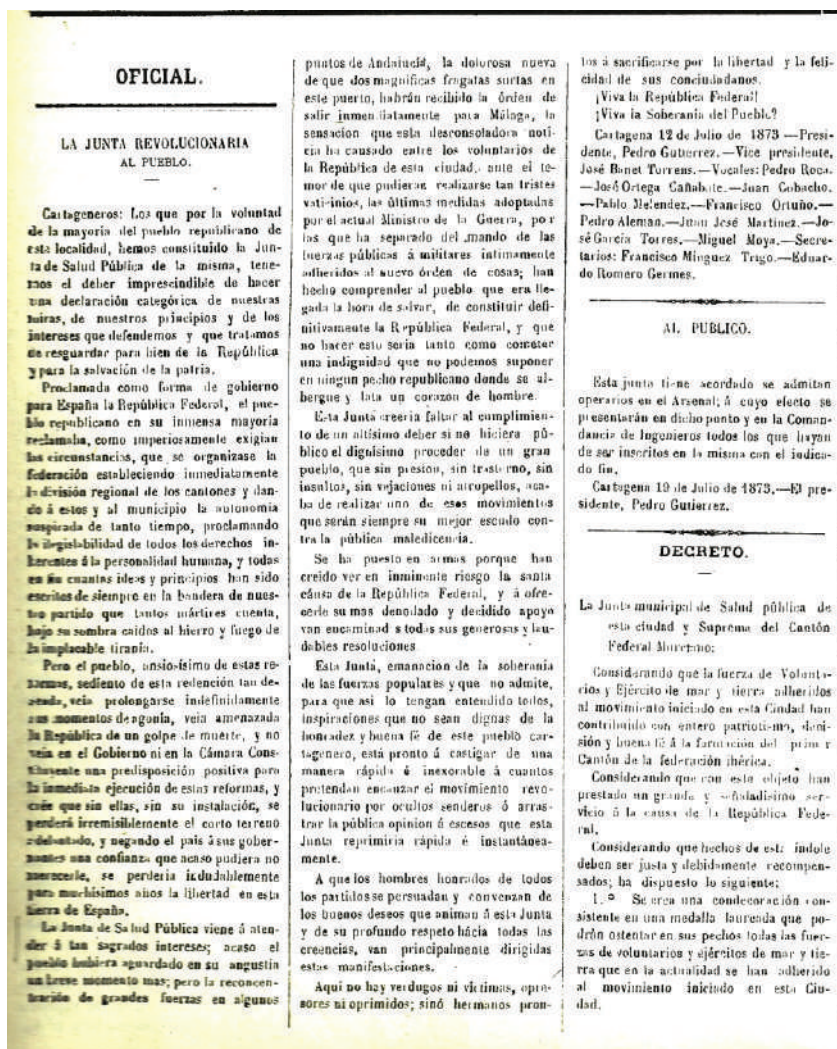 OFICIAL.
LA JUNTA REVOLUCIONARIA
AL PUEBLO.
Cartageneros: Los que por la voluntad
de la mayoría del pueblo republicano de
esta localidad, hemos constituido la Jun-
ta de Salud Pública de la misma, tene-
mos el deber imprescindible de hacer
una declaración categórica de nuestras
miras, de nuestros principios y de los
intereses que defendemos y que tratamos
de resguardar para bien de la República
y para la salvación de la patria.
Proclamada como forma de gobierno
para España la República Federal, el pue-
blo republicano en su inmensa mayoría
reclamaba, como imperiosamente exigian
las circunstancias, que se organizase la
federación estableciendo inmediatamente
la división regional de los cantones y dan-
do á estos y al municipio la autonomia
suspirada de tanto tiempo, proclamando
la ilegislabilidad de todos los derechos in-
herentes á la personalidad humana, y todas
en fin cuantas ideas y principios han sido
escritos de siempre en la bandera de nues-
tro partido que tantos mártires cuenta,
bajo su sombra caidos al hierro y fuego de
la implacable tirania.
Pero el pueblo, ansiosísimo de estas re-
formas, sediento de esta redención tan de-
seada, veia prolongarse indefinidamente
sus momentos de agonía, veia amenazada
la República de un golpe de muerte, y no
veia en el Gobierno ni en la Cámara Cons-
tituyente una predisposición positiva para
la inmediata ejecución de estas reformas, y
cree que sin ellas, sin su instalación, se
perderá irremisiblemente el corto terreno
adelantado, y negando el pais á sus gober-
nantes una confianza que acaso pudiera no
merecerle, se perderia indudablemente
para muchísimos años la libertad en esta
tierra de España.
La Junta de Salud Pública viene á aten-
der á tan sagrados intereses; acaso el
pueblo hubiera aguardado en su angustia
un breve momento mas; pero la reconcen-
tración de grandes fuerzas en algunos
puntos de Andalucía, la dolorosa nueva
de que dos magnificas fragatas surtas en
este puerto, habrán recibido la órden de
salir inmediatamente para Málaga, la
sensacion que esta desconsoladora noti-
cia ha causado entre los voluntarios de
la República de esta ciudad, ante el te-
mor de que pudieran realizarse tan tristes
vaticinios, las últimas medidas adoptadas
por el actual Ministro de la Guerra, por
las que ha separado del mando de las
fuerzas públicas á militares intimamente
adheridos al nuevo órden de cosas; han
hecho comprender al pueblo que era lle-
gada la hora de salvar, de constituir defi-
nitivamente la República Federal, y que
no hacer esto seria tanto como cometer
una indignidad que no podemos suponer
en ningun pecho republicano donde se al-
bergue y lata un corazon de hombre.
Esta Junta creeria faltar al cumplimien-
to de un altísimo deber si no hiciera pú-
blico el dignísimo proceder de un gran
pueblo, que sin presion, sin trastorno, sin
insultos, sin vejaciones ni atropellos, aca-
ba de realizar uno de esos movimientos
que serán siempre su mejor escudo con-
tra la pública maledicencia.
Se ha puesto en armas porque han
creido ver en inminente riesgo la santa
cáusa de la República Federal, y á ofre-
cerle su mas denodado y decidido apoyo
van encaminadas todas sus generosas y lau-
dables resoluciones
Esta Junta, emanacion de la soberania
de las fuerzas populares y que no admite,
para que asi lo tengan entendido todos,
inspiraciones que no sean dignas de la
honradez y buena fé de este pueblo car-
tagenero, está pronto á castigar de una
manera rápida é inexorable á cuantos
pretendan encauzar el movimiento revo-
lucionario por ocultos senderos ó arras-
trar la pública opinion á escesos que esta
Junta reprimiria rápida é instantánea-
mente.
A que los hombres honrados de todos
los partidos se persuadan y convenzan de
los buenos deseos que animan á esta Junta
y de su profundo respeto hácia todas las
creencias, van principalmente dirigidas
estas manifestaciones.
Aqui no hay verdugos ni victimas, opre-
sores ni oprimidos; sinó hermanos pron-
tos á sacrificarse por la libertad y la feli-
cidad de sus conciudadanos.
¡Viva la República Federal!
¡Viva la Soberania del Pueblo?
Cartagena 12 de Julio de 1873 —Presi-
dente, Pedro Gutierrez.—Vice presidente,
José Banet Torrens.—Vocales: Pedro Roca.
—José Ortega Cañabate.—Juan Cobacho.
—Pablo Melendez.—Francisco Ortuño.—
Pedro Aleman.—Juan José Martinez.—Jo-
sé García Torres.—Miguel Moya.—Secre-
tarios: Francisco Minguez Trigo.—Eduar-
do Romero Germes.
AL PUBLICO.
Esta junta tiene acordado se admitan
operarios en el Arsenal; á cuyo efecto se
presentarán en dicho punto y en la Coman-
dancia de Ingenieros todos los que hayan
de ser inscritos en la misma con el indica-
do fin.
Cartagena 19 de Julio de 1873.—El pre-
sidente, Pedro Gutierrez.
DECRETO.
La Junta municipal de Salud pública de
esta ciudad y Suprema del Cantón
Federal Murciano:
Considerando que la fuerza de Volunta-
rios y Ejército de mar y tierra adheridos
al movimiento iniciado en esta Ciudad han
contribuido con entero patriotismo, deci-
sión y buena fé á la formación del primer
Cantón de la federación ibérica.
Considerando que con este objeto han
prestado un grande y señaladísimo ser-
vicio á la causa de la República Fede-
ral,
Considerando que hechos de esta índole
deben ser justa y debidamente recompen-
sados; ha dispuesto lo siguiente:
1.º Se crea una condecoración con-
sistente en una medalla laureada que po-
drán ostentar en sus pechos todas las fuer-
zas de voluntarios y ejércitos de mar y tie-
rra que en la actualidad se han adherido
al movimiento iniciado en esta Ciu-
dad.